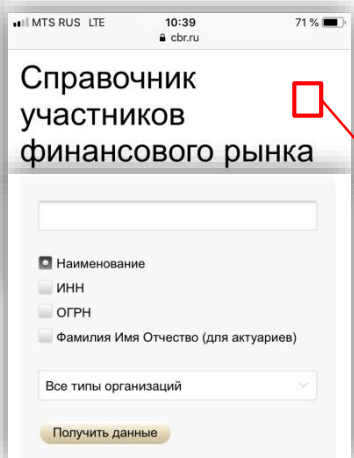 MTS RUS LTE 10:39 71 %
cbr.ru
Справочник
участников
финансового рынка
Наименование
ИНН
ОГРН
Фамилия Имя Отчество (для актуариев)
Все типы организаций
Получить данные